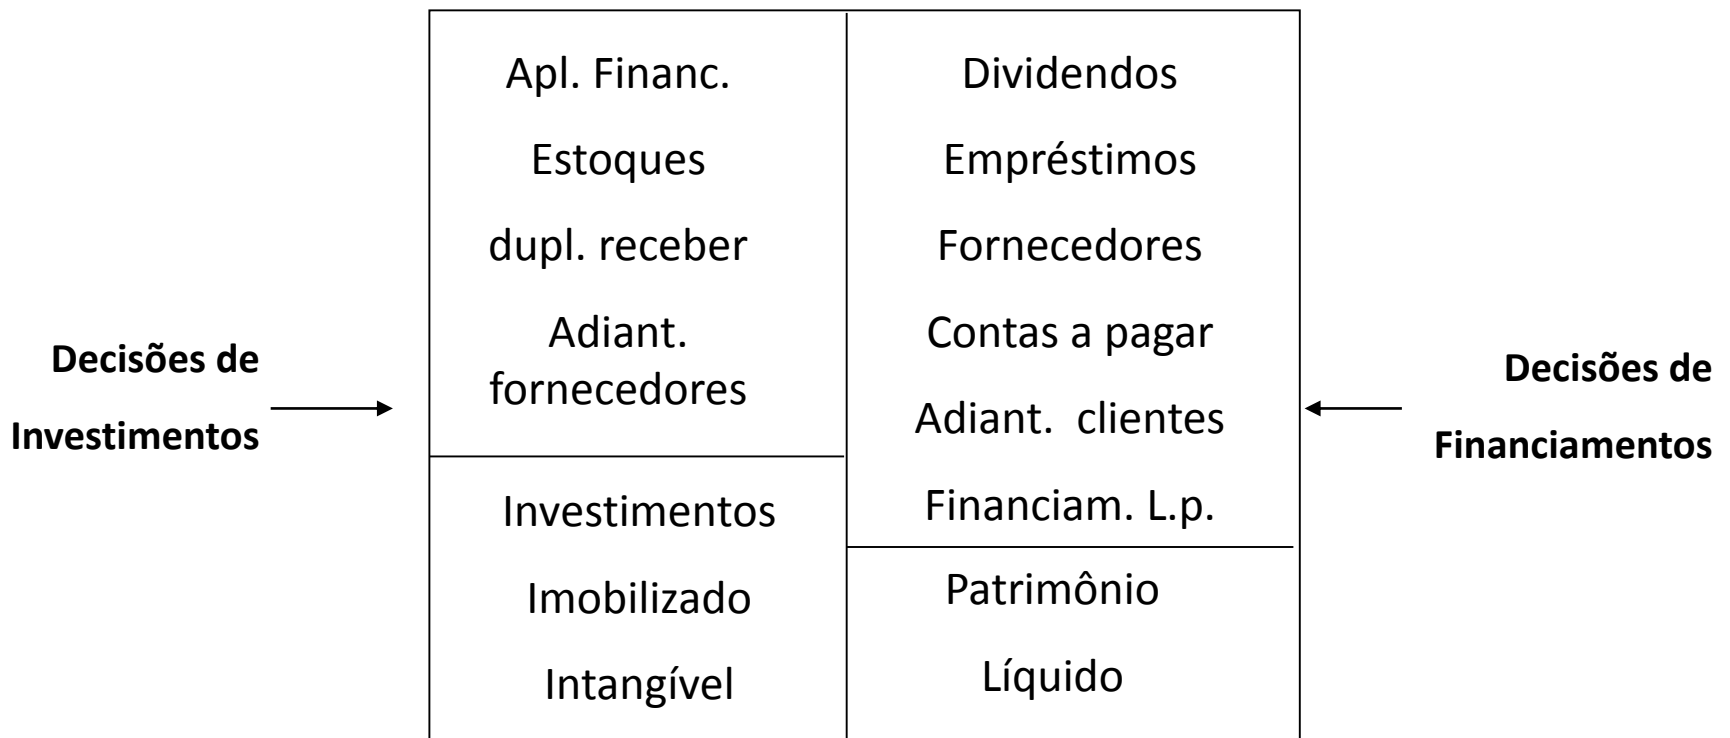 Decisões de
Investimentos
Apl. Financ.
Estoques
dupl. receber
Adiant.
fornecedores
Investimentos
Imobilizado
Intangível
Dividendos
Empréstimos
Fornecedores
Contas a pagar
Adiant. clientes
Financiam. L.p.
Patrimônio
Líquido
Decisões de
Financiamentos